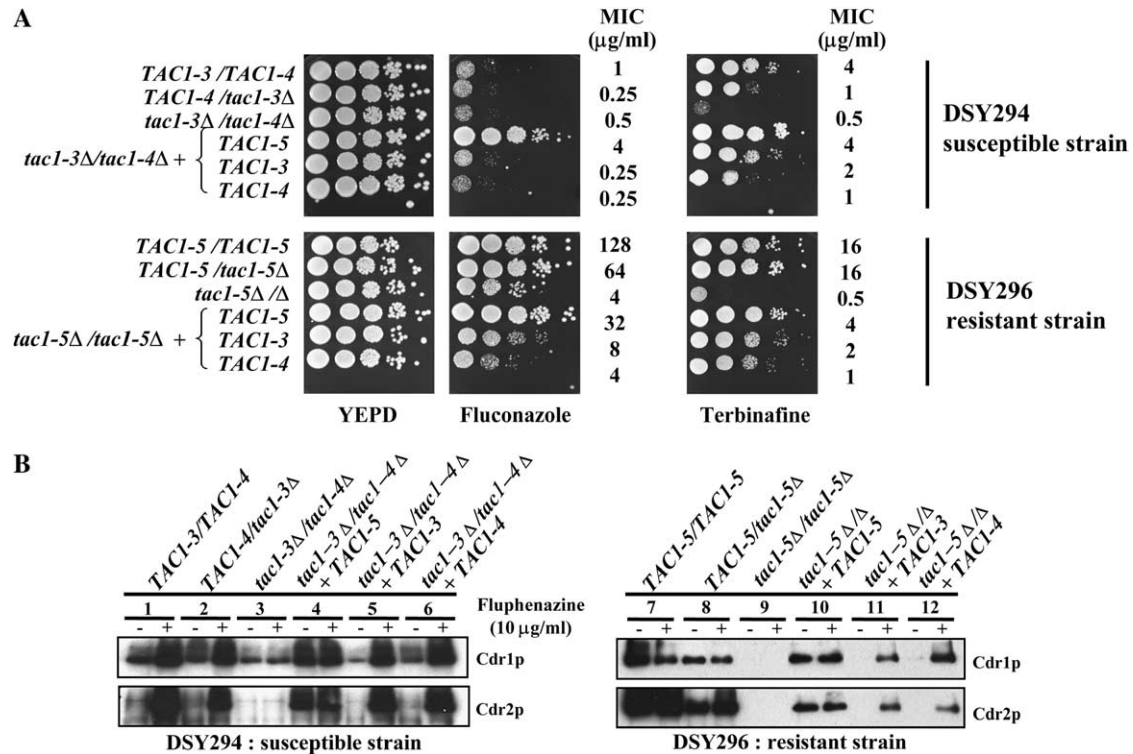 A
MIC
(µg/ml)
MIC
(µg/ml)
TAC1-3 /TAC1-4
1
4
TAC1-4 /tac1-3Δ
0.25
1
tac1-3Δ/tac1-4Δ
0.5
0.5
tac1-3Δ/tac1-4Δ +
TAC1-5
4
4
TAC1-3
0.25
2
TAC1-4
0.25
1
DSY294
susceptible strain
TAC1-5 /TAC1-5
128
16
TAC1-5 /tac1-5Δ
64
16
tac1-5Δ/Δ
4
0.5
tac1-5Δ /tac1-5Δ +
TAC1-5
32
4
TAC1-3
8
2
TAC1-4
4
1
DSY296
resistant strain
YEPD
Fluconazole
Terbinafine
B
TAC1-3/TAC1-4
TAC1-4/tac1-3Δ
tac1-3Δ/tac1-4Δ
tac1-3Δ/tac1-4Δ
+ TAC1-5
tac1-3Δ/tac1-4Δ
+ TAC1-3
tac1-3Δ/tac1-4Δ
+ TAC1-4
TAC1-5/TAC1-5
TAC1-5/tac1-5Δ
tac1-5Δ/tac1-5Δ
tac1-5Δ/Δ
+ TAC1-5
tac1-5Δ/Δ
+ TAC1-3
tac1-5Δ/Δ
+ TAC1-4
1 2 3 4 5 6
Fluphenazine
(10 µg/ml)
7 8 9 10 11 12
- + - + - + - + - + - +
- + - + - + - + - + - +
Cdr1p
Cdr1p
Cdr2p
Cdr2p
DSY294 : susceptible strain
DSY296 : resistant strain